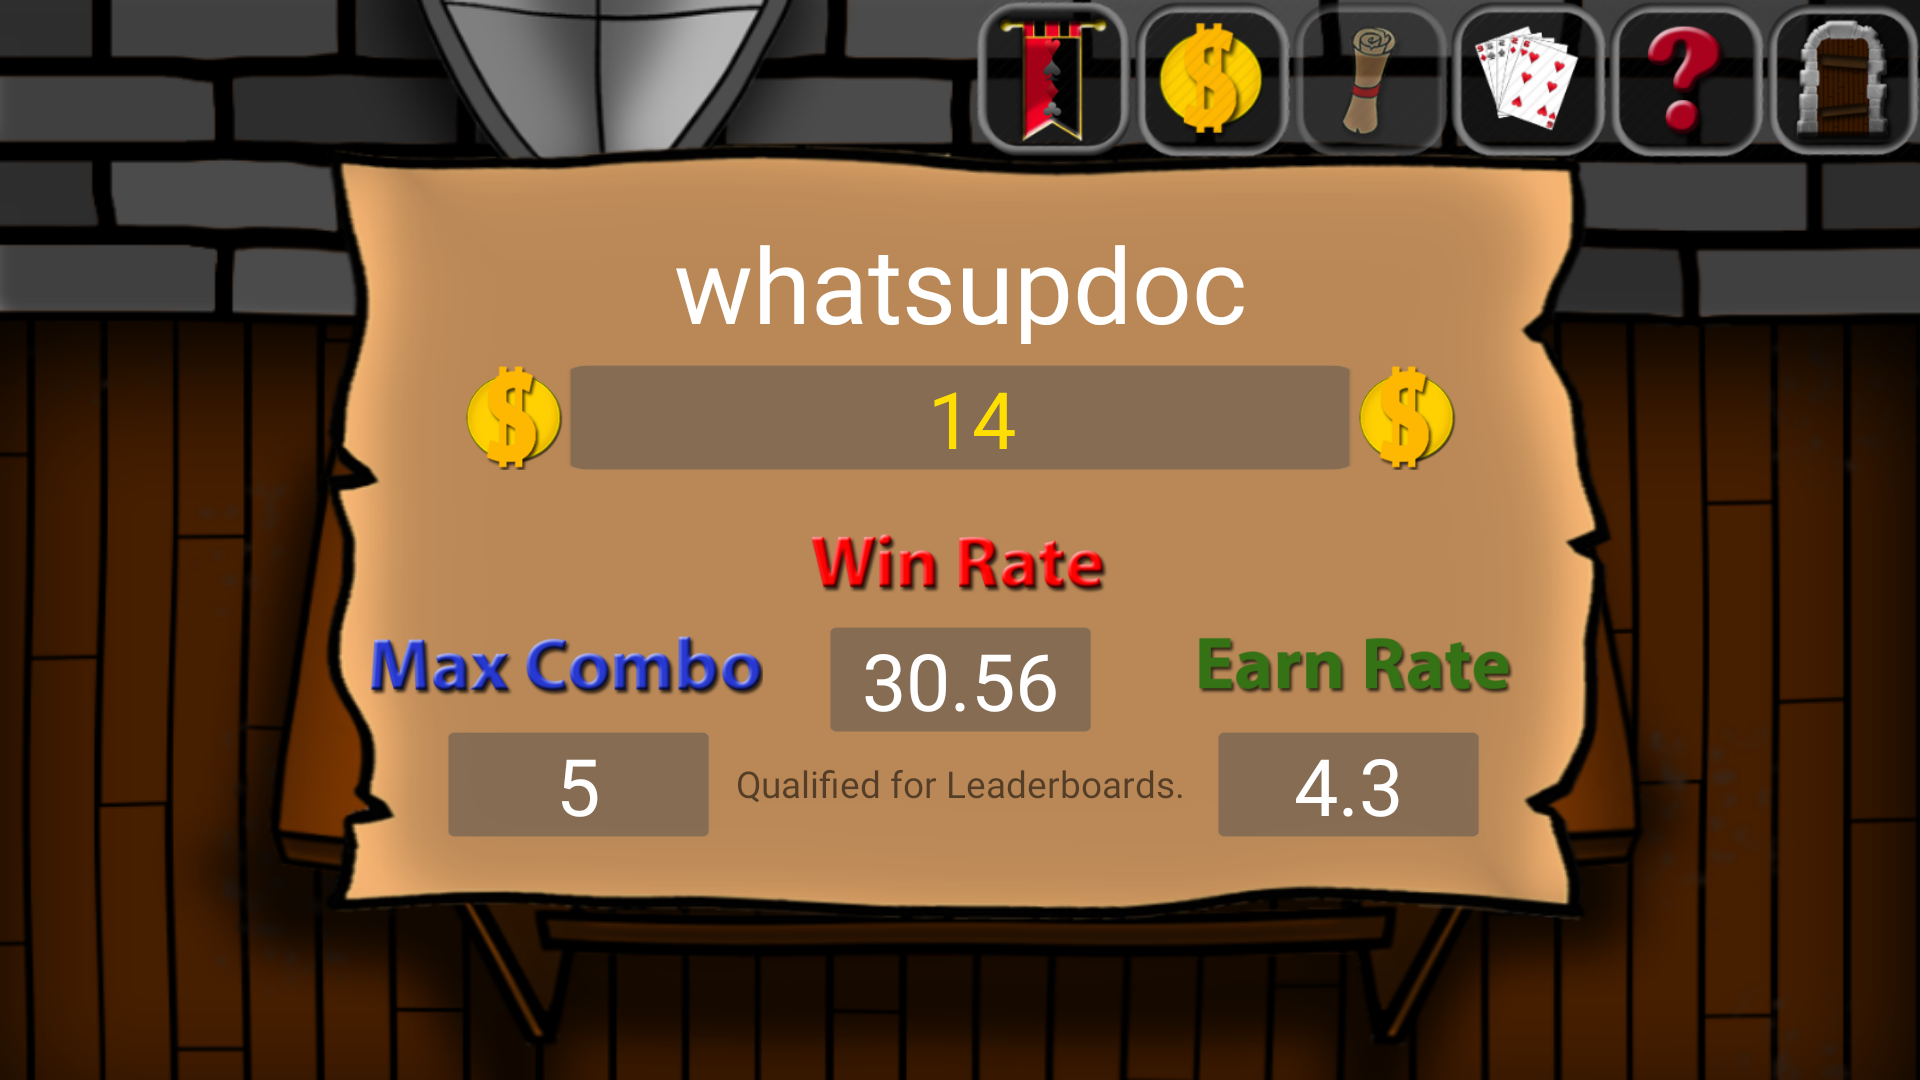 whatsupdoc
14
Win Rate
30.56
Max Combo
5
Earn Rate
4.3
Qualified for Leaderboards.